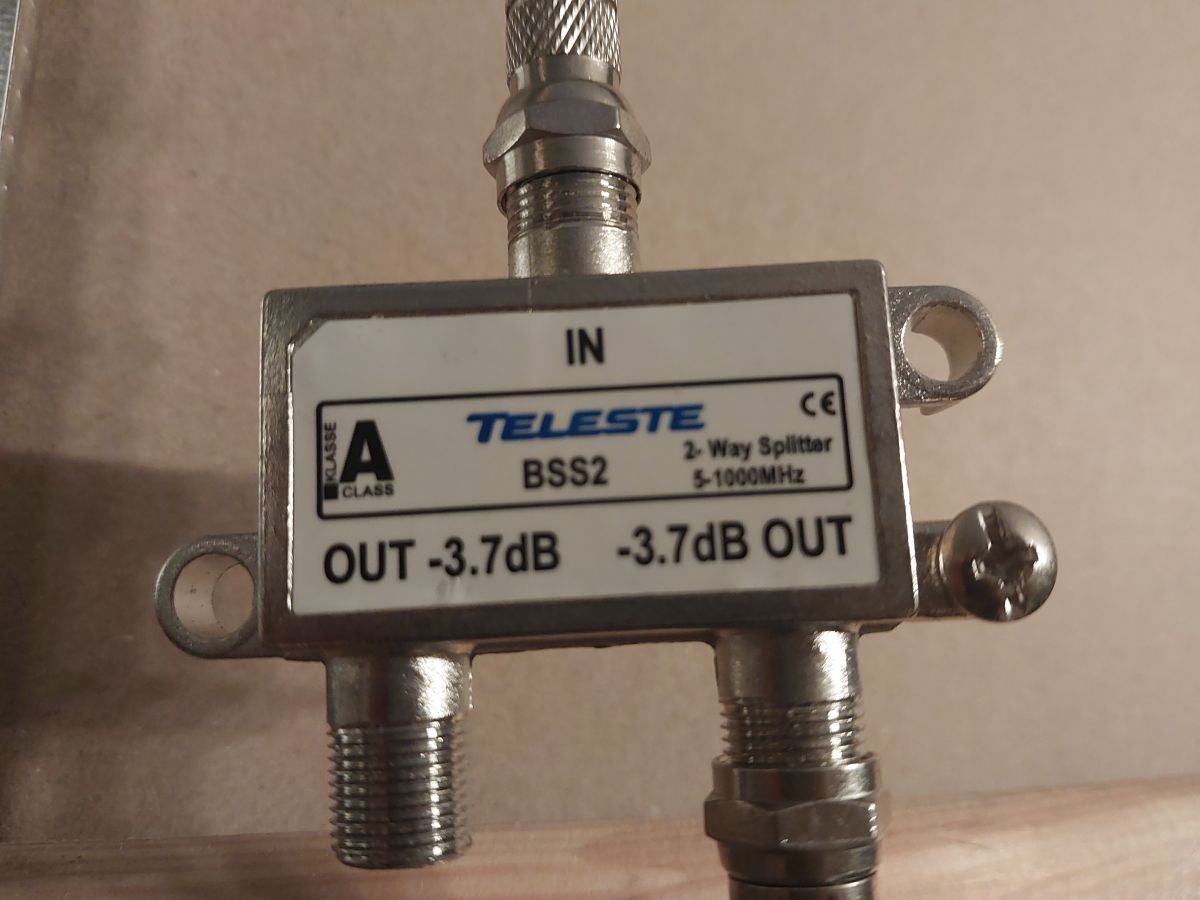 IN
KLASSE
A
CLASS
TELESTE
CE
BSS2
2- Way Splitter
5-1000MHz
OUT -3.7dB
-3.7dB OUT